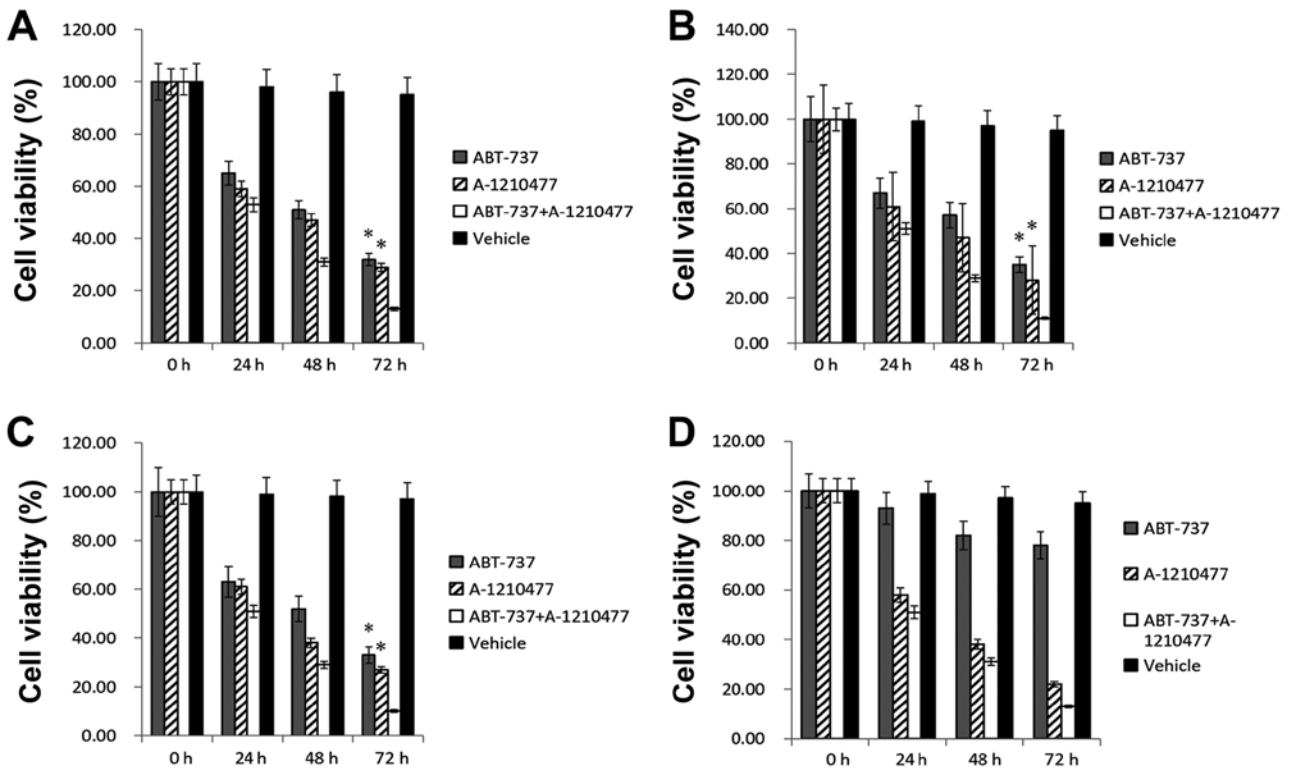 A
Cell viability (%)
120.00
100.00
80.00
60.00
40.00
20.00
0.00
* *
0 h 24 h 48 h 72 h
ABT-737
A-1210477
ABT-737+A-1210477
Vehicle
B
Cell viability (%)
140.00
120.00
100.00
80.00
60.00
40.00
20.00
0.00
* *
0 h 24 h 48 h 72 h
ABT-737
A-1210477
ABT-737+A-1210477
Vehicle
C
Cell viability (%)
120.00
100.00
80.00
60.00
40.00
20.00
0.00
* *
0 h 24 h 48 h 72 h
ABT-737
A-1210477
ABT-737+A-1210477
Vehicle
D
Cell viability (%)
120.00
100.00
80.00
60.00
40.00
20.00
0.00
0 h 24 h 48 h 72 h
ABT-737
A-1210477
ABT-737+A-
1210477
Vehicle